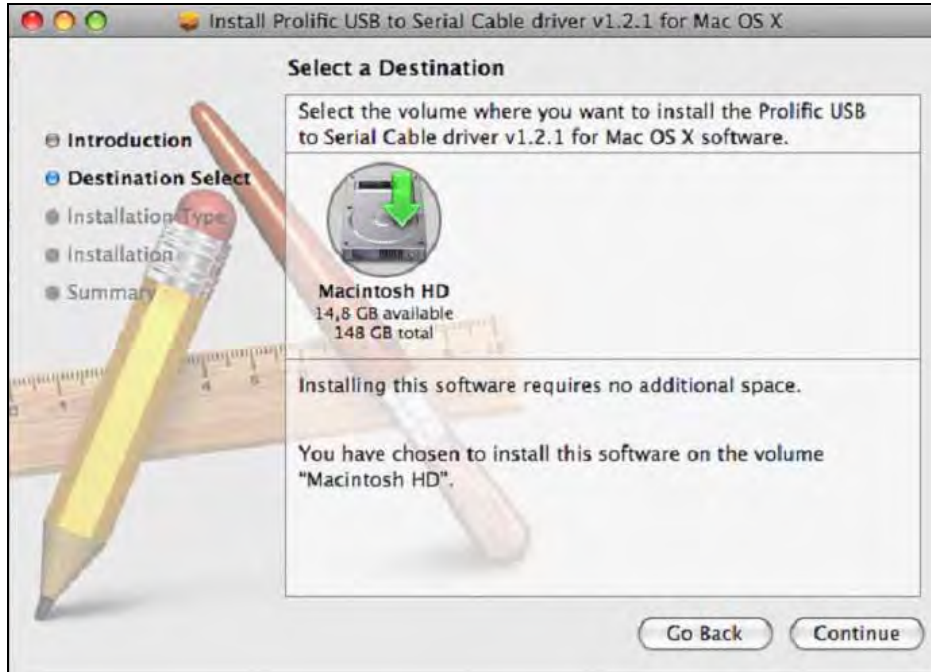 Install Prolific USB to Serial Cable driver v1.2.1 for Mac OS X
Select a Destination
Introduction
Destination Select
Installation Type
Installation
Summary
Select the volume where you want to install the Prolific USB
to Serial Cable driver v1.2.1 for Mac OS X software.
Macintosh HD
14,8 GB available
148 GB total
Installing this software requires no additional space.
You have chosen to install this software on the volume
"Macintosh HD".
Go Back
Continue